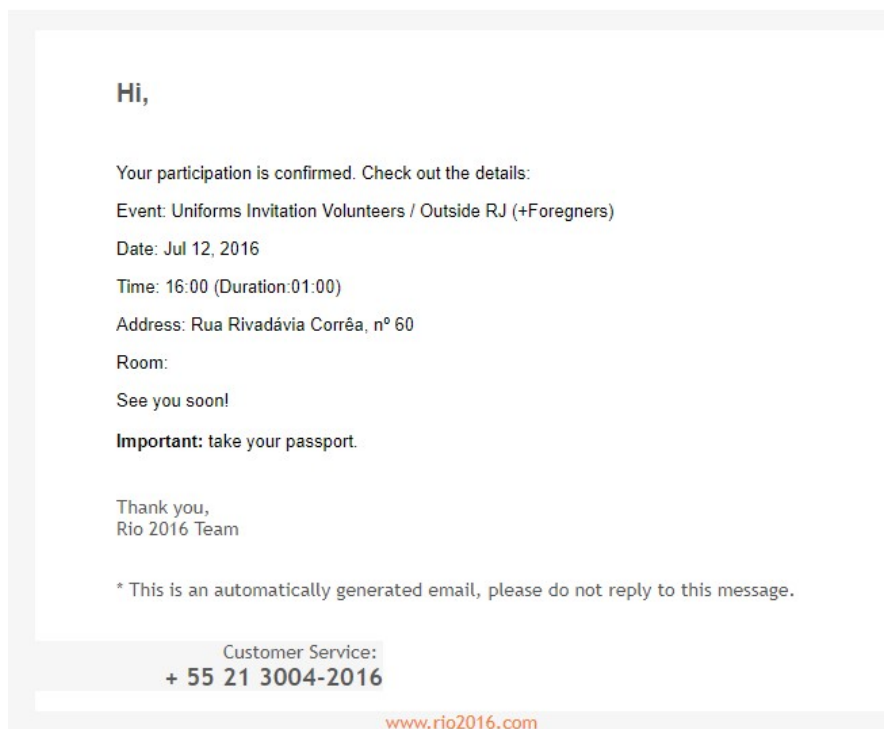 Hi,
Your participation is confirmed. Check out the details:
Event: Uniforms Invitation Volunteers / Outside RJ (+Foregners)
Date: Jul 12, 2016
Time: 16:00 (Duration:01:00)
Address: Rua Rivadávia Corrêa, nº 60
Room:
See you soon!
Important: take your passport.
Thank you,
Rio 2016 Team
* This is an automatically generated email, please do not reply to this message.
Customer Service:
+ 55 21 3004-2016
www.rio2016.com